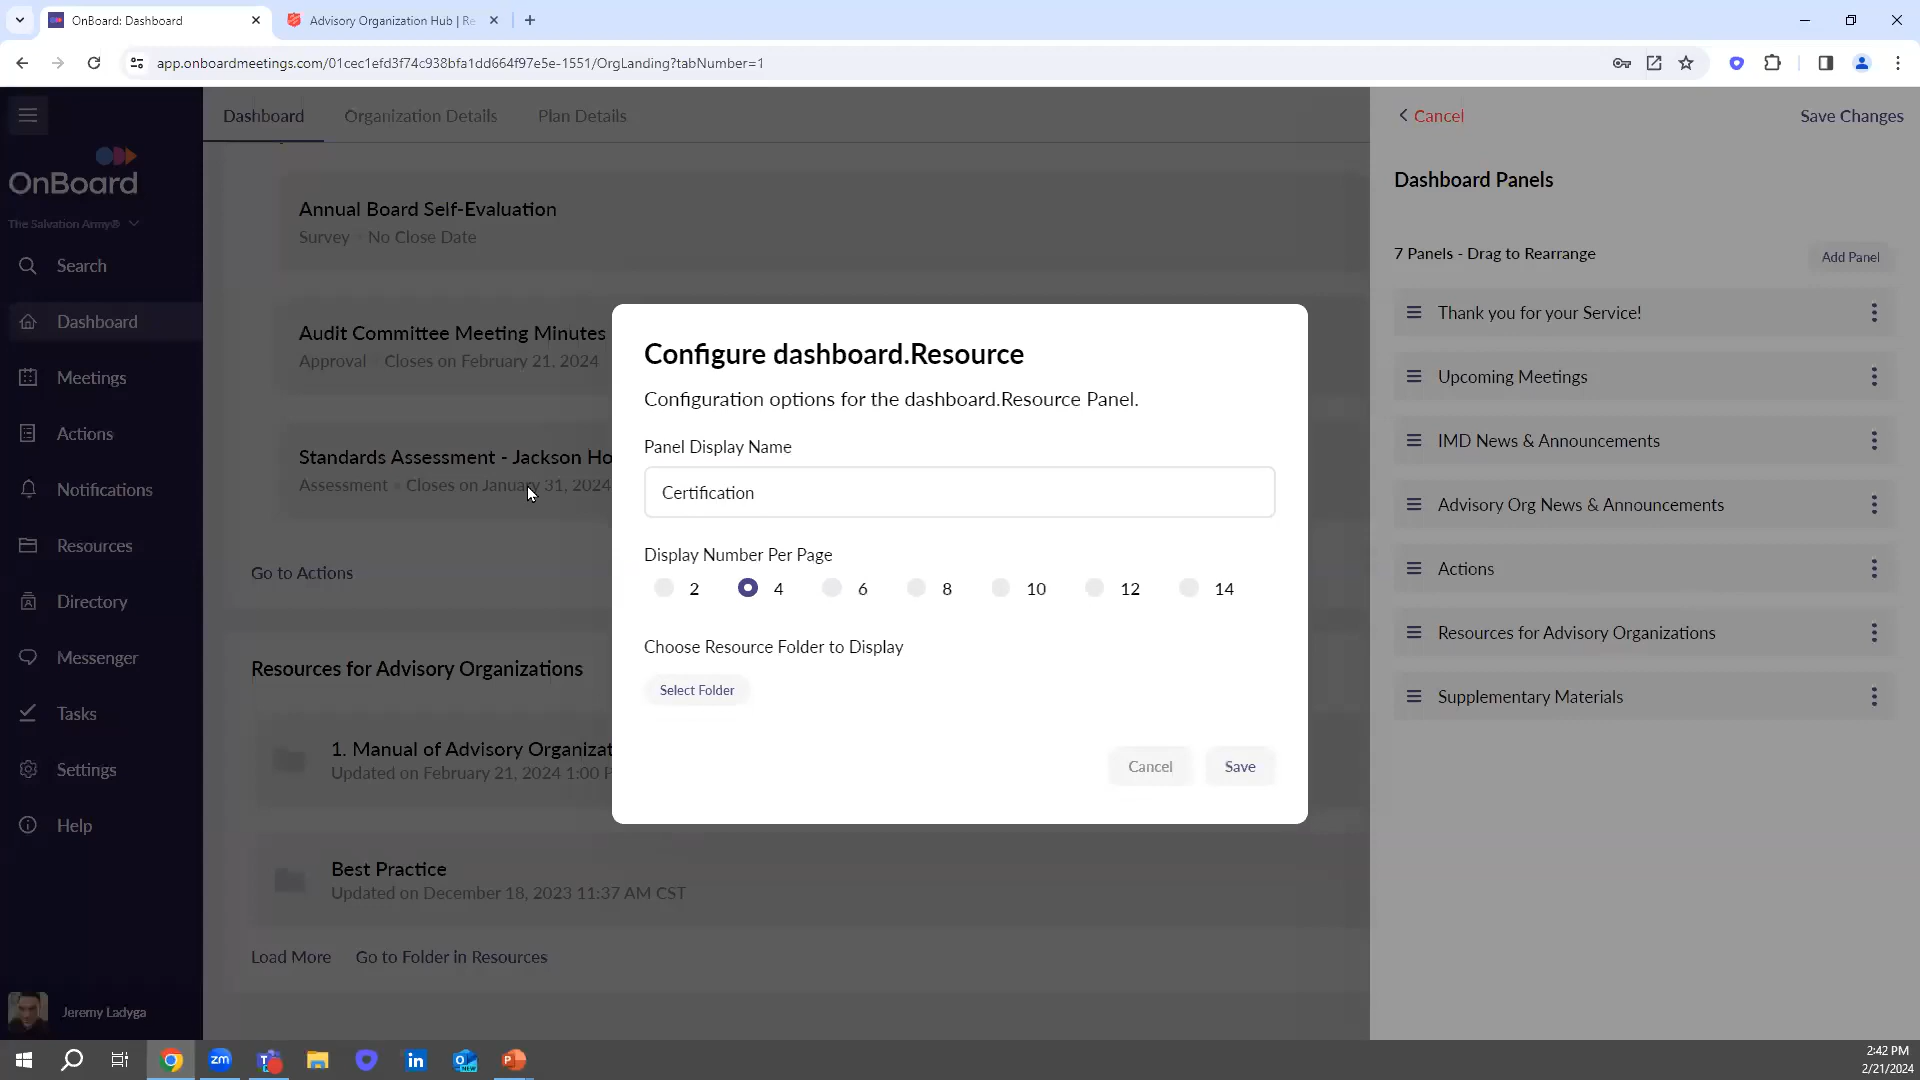 OnBoard: Dashboard
Advisory Organization Hub | Re
app.onboardmeetings.com/01cec1efd3f74c938bfa1dd664f97e5e-1551/OrgLanding?tabNumber=1
OnBoard
The Salvation Army®
Search
Dashboard
Meetings
Actions
Notifications
Resources
Directory
Messenger
Tasks
Settings
Help
Jeremy Ladyga
Dashboard Organization Details Plan Details
Annual Board Self-Evaluation
Survey No Close Date
Audit Committee Meeting Minutes
Approval Closes on February 21, 2024
Standards Assessment - Jackson Ho
Assessment Closes on January 31, 2024
Go to Actions
Resources for Advisory Organizations
1. Manual of Advisory Organizat
Updated on February 21, 2024 1:00 P
Best Practice
Updated on December 18, 2023 11:37 AM CST
Load More Go to Folder in Resources
Configure dashboard.Resource
Configuration options for the dashboard.Resource Panel.
Panel Display Name
Certification
Display Number Per Page
2 4 6 8 10 12 14
Choose Resource Folder to Display
Select Folder
Cancel Save
Cancel Save Changes
Dashboard Panels
7 Panels - Drag to Rearrange Add Panel
Thank you for your Service!
Upcoming Meetings
IMD News & Announcements
Advisory Org News & Announcements
Actions
Resources for Advisory Organizations
Supplementary Materials
zm
in
NEW
P
2:42 PM
2/21/2024